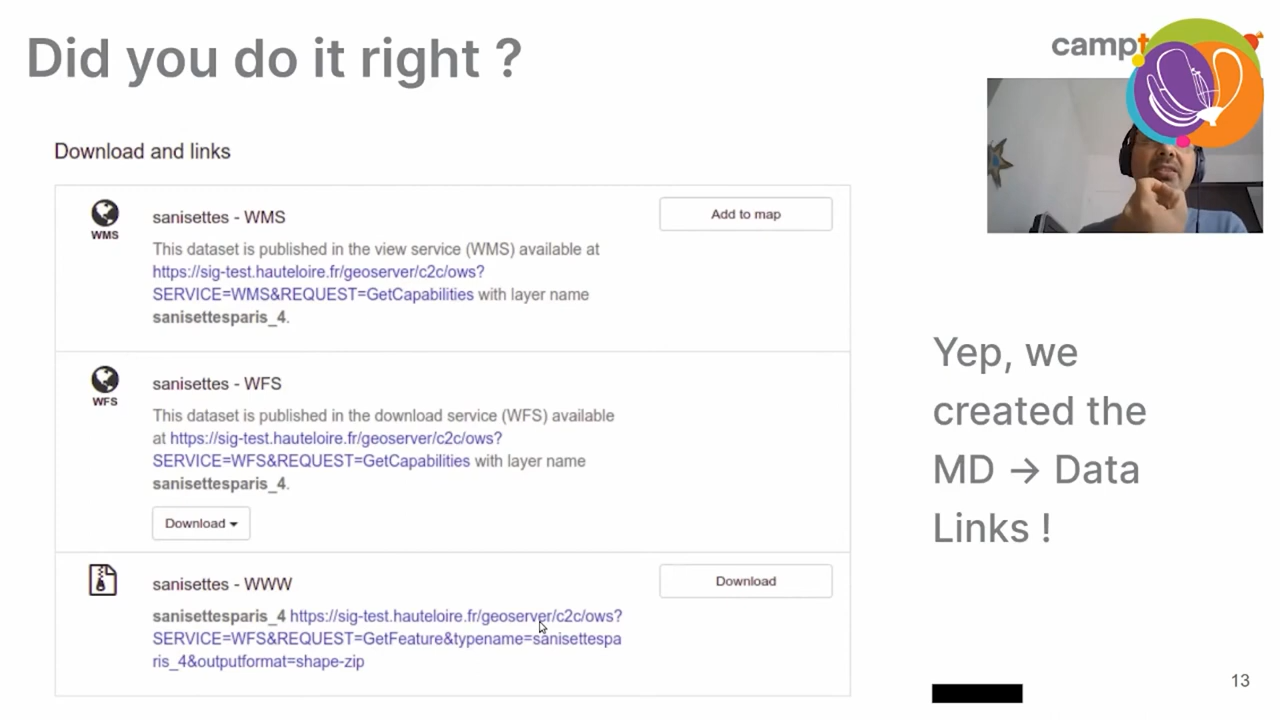 Did you do it right ?
camp
Download and links
WMS
sanisettes - WMS
Add to map
This dataset is published in the view service (WMS) available at
https://sig-test.hauteloire.fr/geoserver/c2c/ows?
SERVICE=WMS&REQUEST=GetCapabilities with layer name
sanisettesparis_4.
WFS
sanisettes - WFS
This dataset is published in the download service (WFS) available
at https://sig-test.hauteloire.fr/geoserver/c2c/ows?
SERVICE=WFS&REQUEST=GetCapabilities with layer name
sanisettesparis_4.
Download
sanisettes - WWW
Download
sanisettesparis_4 https://sig-test.hauteloire.fr/geoserver/c2c/ows?
SERVICE=WFS&REQUEST=GetFeature&typename=sanisettespa
ris_4&outputformat=shape-zip
Yep, we
created the
MD → Data
Links !
13